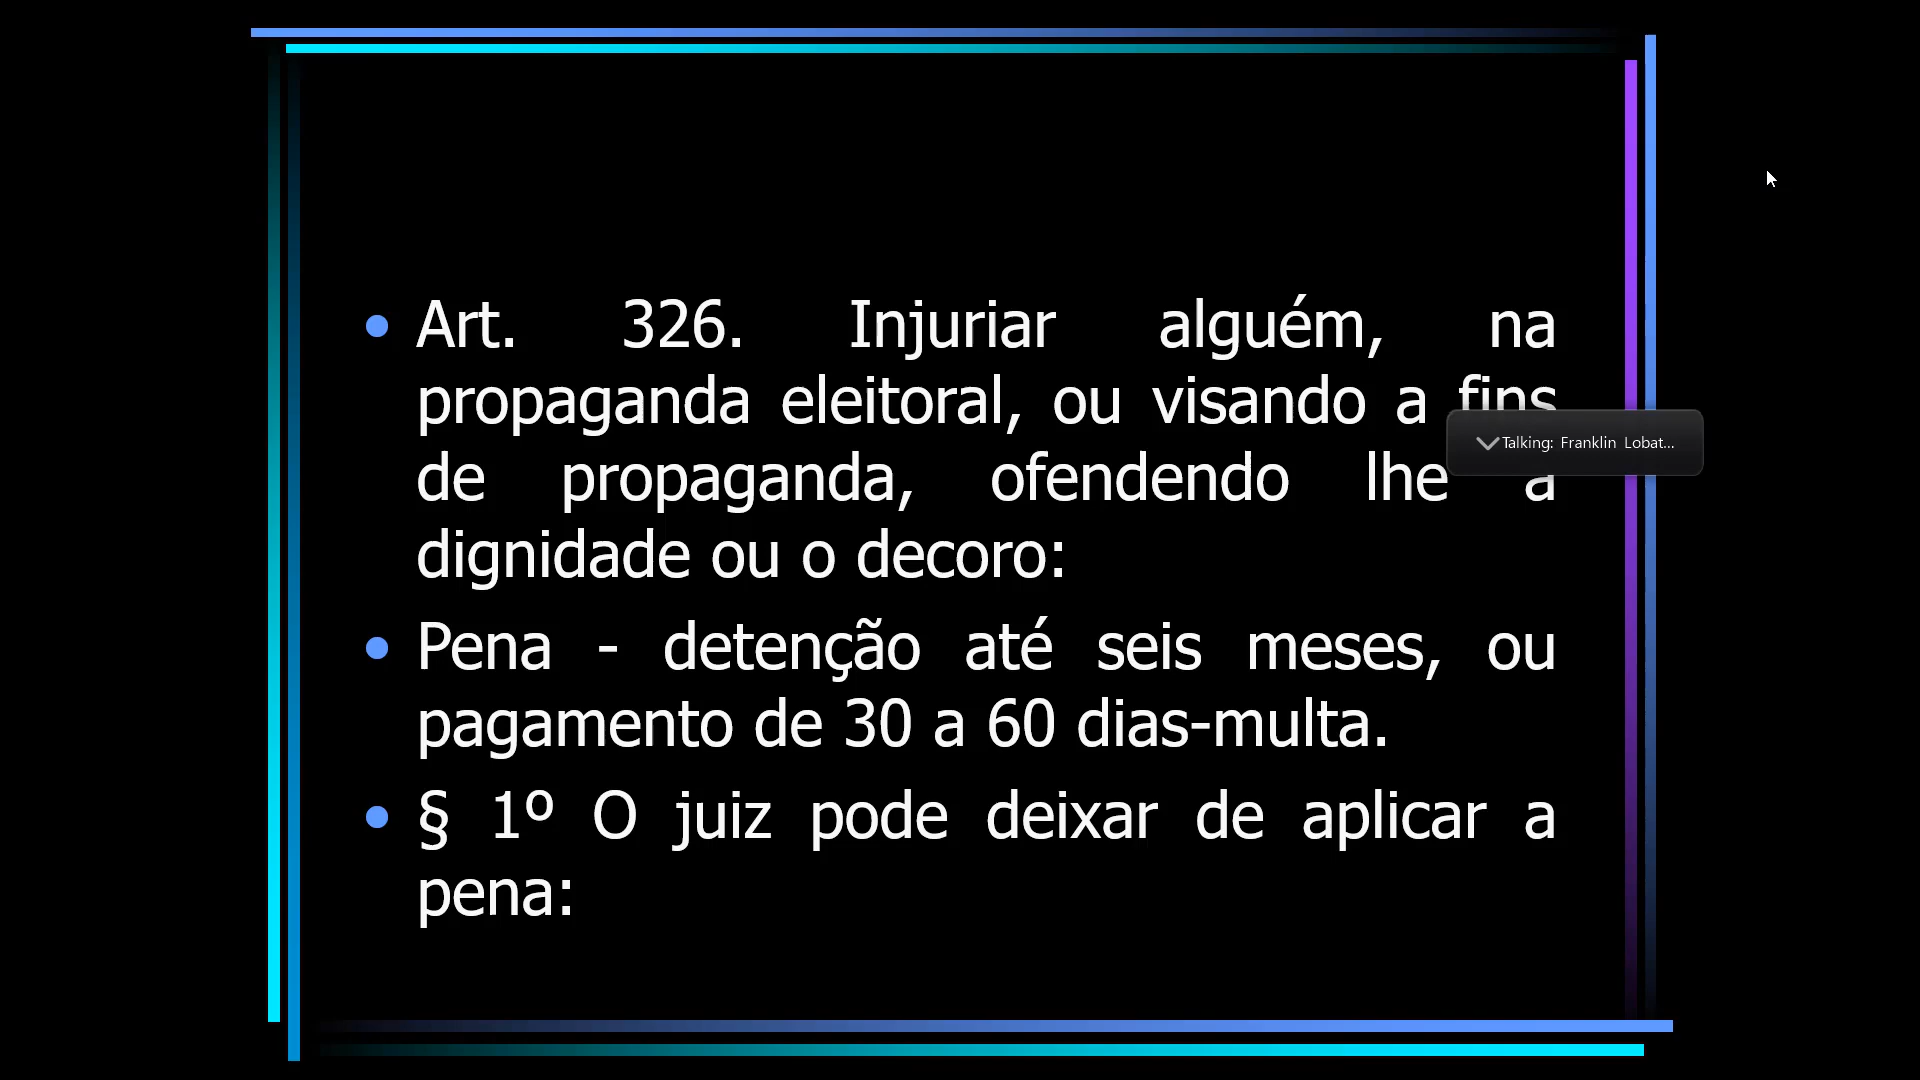 Art. 326. Injuriar alguém, na
propaganda eleitoral, ou visando a fins
de propaganda, ofendendo lhe a
dignidade ou o decoro:
Pena - detenção até seis meses, ou
pagamento de 30 a 60 dias-multa.
§ 1º O juiz pode deixar de aplicar a
pena:
Talking: Franklin Lobat...